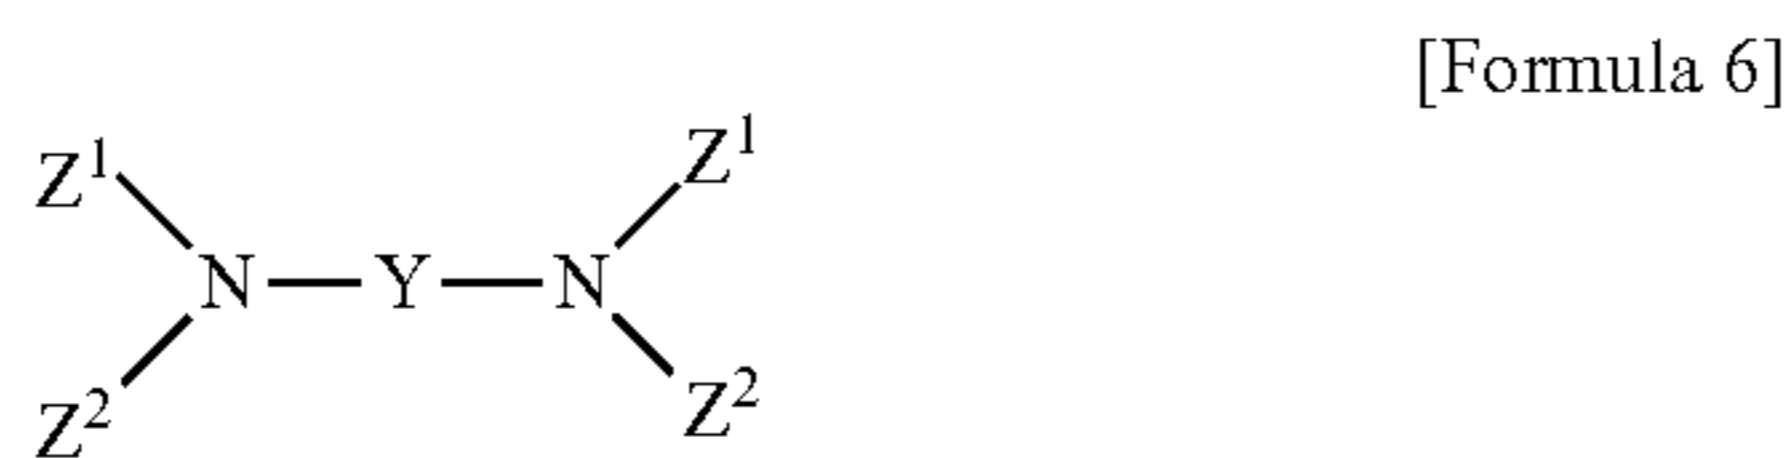 [Formula 6]
Z¹ Z¹
N — Y — N
Z² Z²